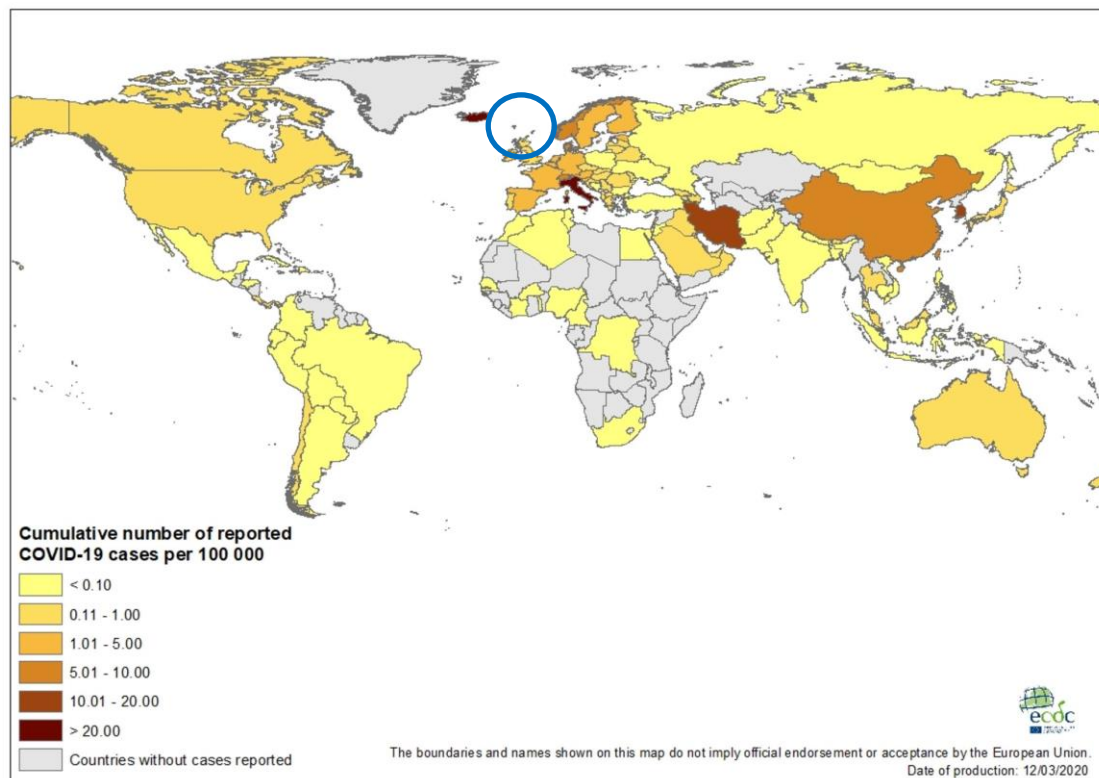 Cumulative number of reported
COVID-19 cases per 100 000
< 0.10
0.11 - 1.00
1.01 - 5.00
5.01 - 10.00
10.01 - 20.00
> 20.00
Countries without cases reported
ecdc
The boundaries and names shown on this map do not imply official endorsement or acceptance by the European Union.
Date of production: 12/03/2020